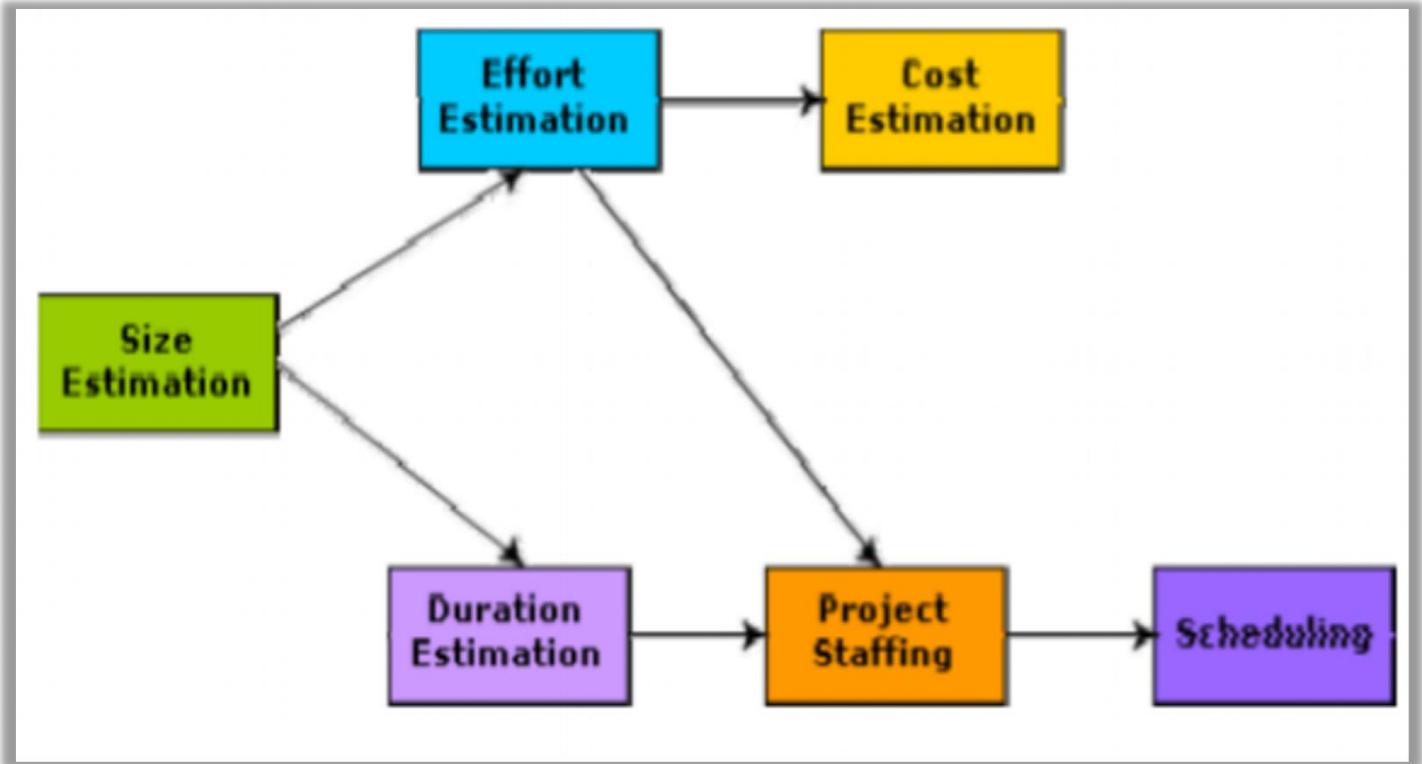 Effort
Estimation
Cost
Estimation
Size
Estimation
Duration
Estimation
Project
Staffing
Scheduling